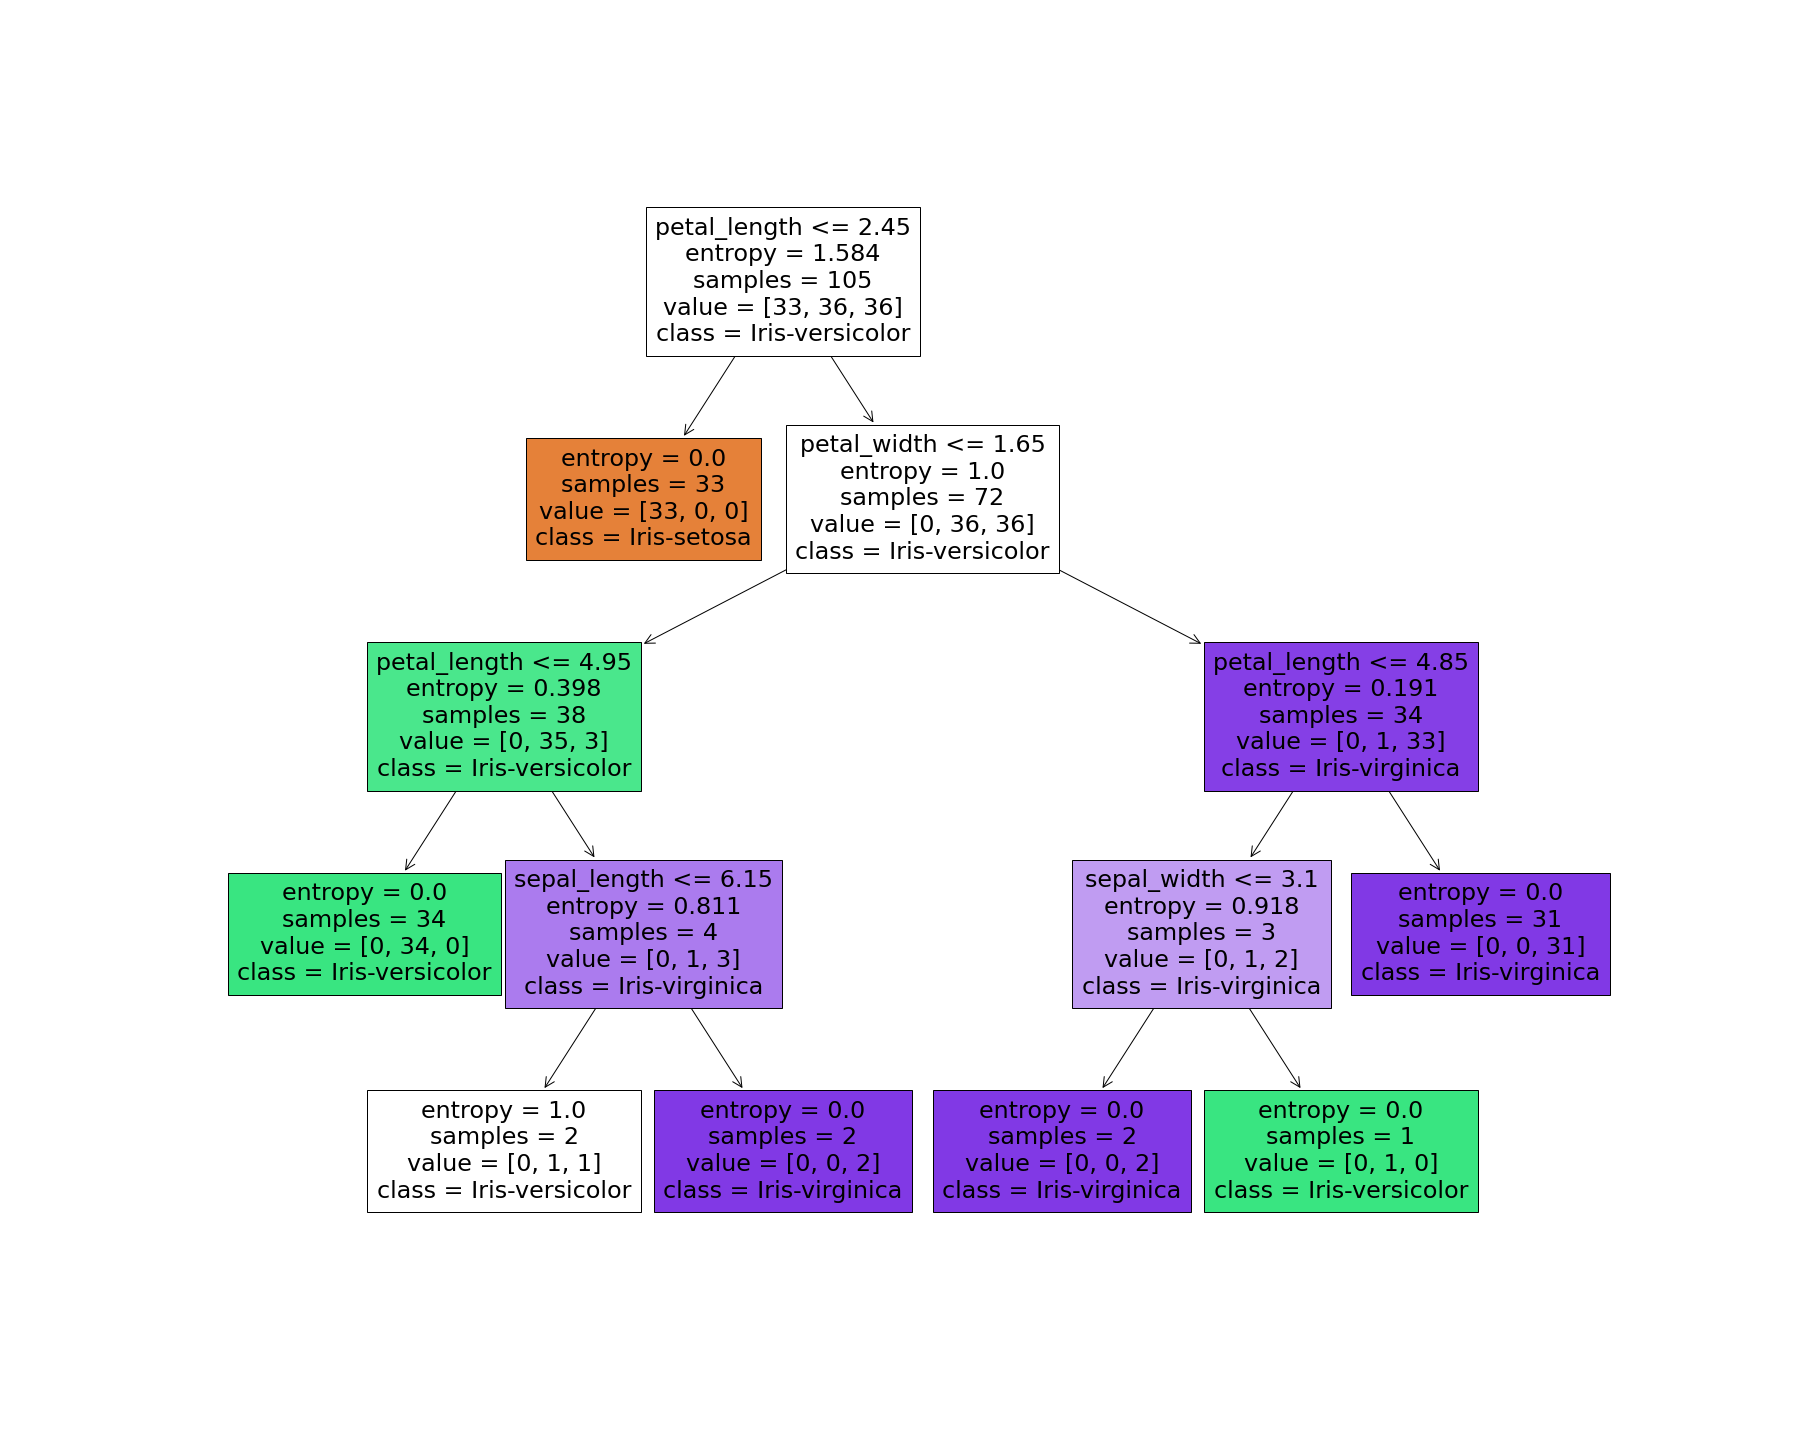 petal_length <= 2.45
entropy = 1.584
samples = 105
value = [33, 36, 36]
class = Iris-versicolor
entropy = 0.0
samples = 33
value = [33, 0, 0]
class = Iris-setosa
petal_width <= 1.65
entropy = 1.0
samples = 72
value = [0, 36, 36]
class = Iris-versicolor
petal_length <= 4.95
entropy = 0.398
samples = 38
value = [0, 35, 3]
class = Iris-versicolor
petal_length <= 4.85
entropy = 0.191
samples = 34
value = [0, 1, 33]
class = Iris-virginica
entropy = 0.0
samples = 34
value = [0, 34, 0]
class = Iris-versicolor
sepal_length <= 6.15
entropy = 0.811
samples = 4
value = [0, 1, 3]
class = Iris-virginica
sepal_width <= 3.1
entropy = 0.918
samples = 3
value = [0, 1, 2]
class = Iris-virginica
entropy = 0.0
samples = 31
value = [0, 0, 31]
class = Iris-virginica
entropy = 1.0
samples = 2
value = [0, 1, 1]
class = Iris-versicolor
entropy = 0.0
samples = 2
value = [0, 0, 2]
class = Iris-virginica
entropy = 0.0
samples = 2
value = [0, 0, 2]
class = Iris-virginica
entropy = 0.0
samples = 1
value = [0, 1, 0]
class = Iris-versicolor